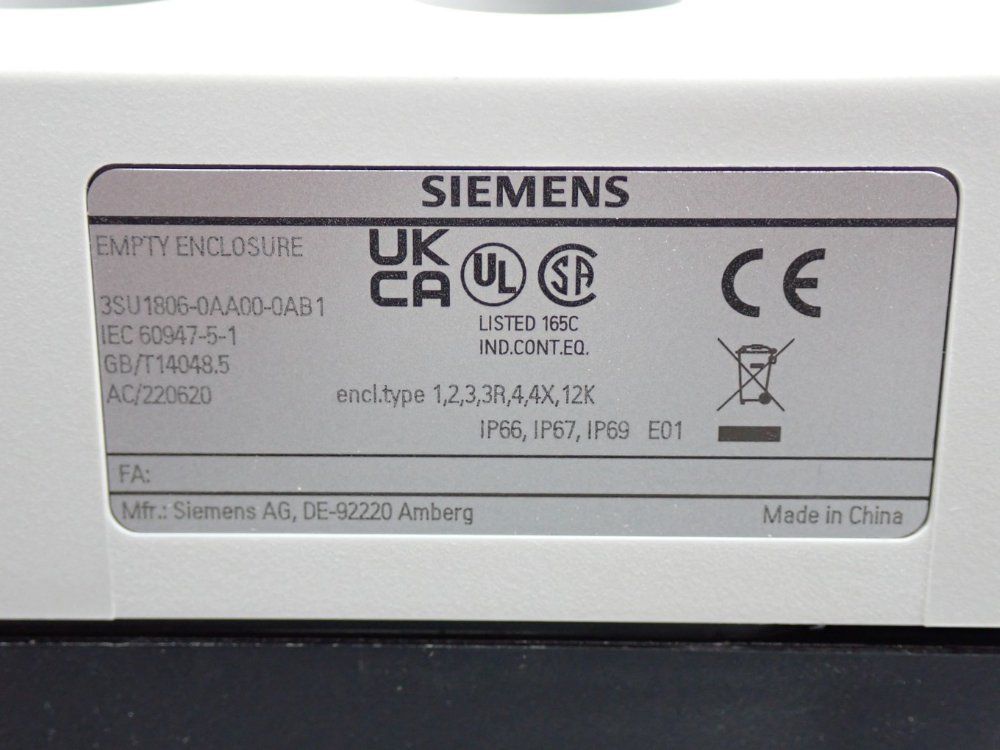 SIEMENS
EMPTY ENCLOSURE
UK
CA
UL
CE
3SU1806-0AA00-0AB1
IEC 60947-5-1
GB/T14048.5
AC/220620
LISTED 165C
IND.CONT.EQ.
encl.type 1,2,3,3R,4,4X,12K
IP66, IP67, IP69 E01
FA:
Mfr.: Siemens AG, DE-92220 Amberg
Made in China